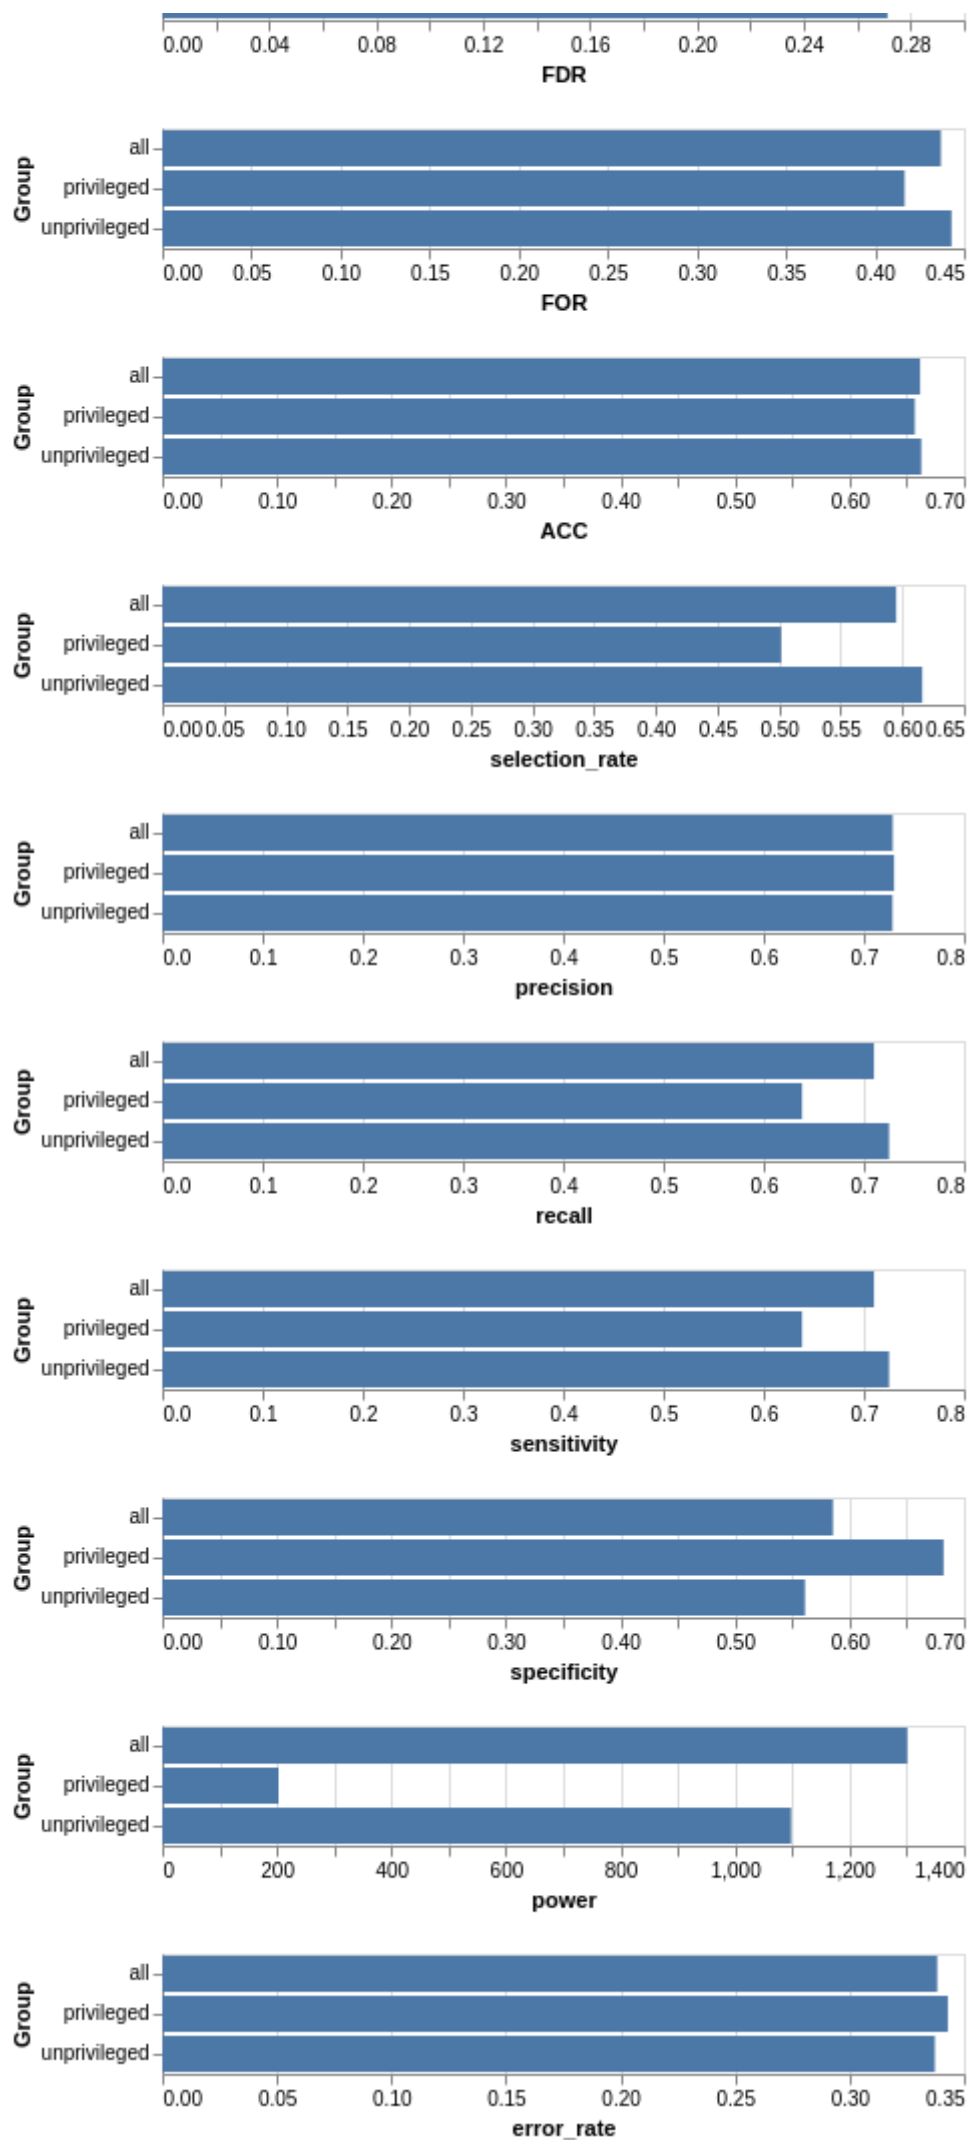 0.00 0.04 0.08 0.12 0.16 0.20 0.24 0.28
FDR
Group
all
privileged
unprivileged
0.00 0.05 0.10 0.15 0.20 0.25 0.30 0.35 0.40 0.45
FOR
Group
all
privileged
unprivileged
0.00 0.10 0.20 0.30 0.40 0.50 0.60 0.70
ACC
Group
all
privileged
unprivileged
0.00 0.05 0.10 0.15 0.20 0.25 0.30 0.35 0.40 0.45 0.50 0.55 0.60 0.65
selection_rate
Group
all
privileged
unprivileged
0.0 0.1 0.2 0.3 0.4 0.5 0.6 0.7 0.8
precision
Group
all
privileged
unprivileged
0.0 0.1 0.2 0.3 0.4 0.5 0.6 0.7 0.8
recall
Group
all
privileged
unprivileged
0.0 0.1 0.2 0.3 0.4 0.5 0.6 0.7 0.8
sensitivity
Group
all
privileged
unprivileged
0.00 0.10 0.20 0.30 0.40 0.50 0.60 0.70
specificity
Group
all
privileged
unprivileged
0 200 400 600 800 1,000 1,200 1,400
power
Group
all
privileged
unprivileged
0.00 0.05 0.10 0.15 0.20 0.25 0.30 0.35
error_rate